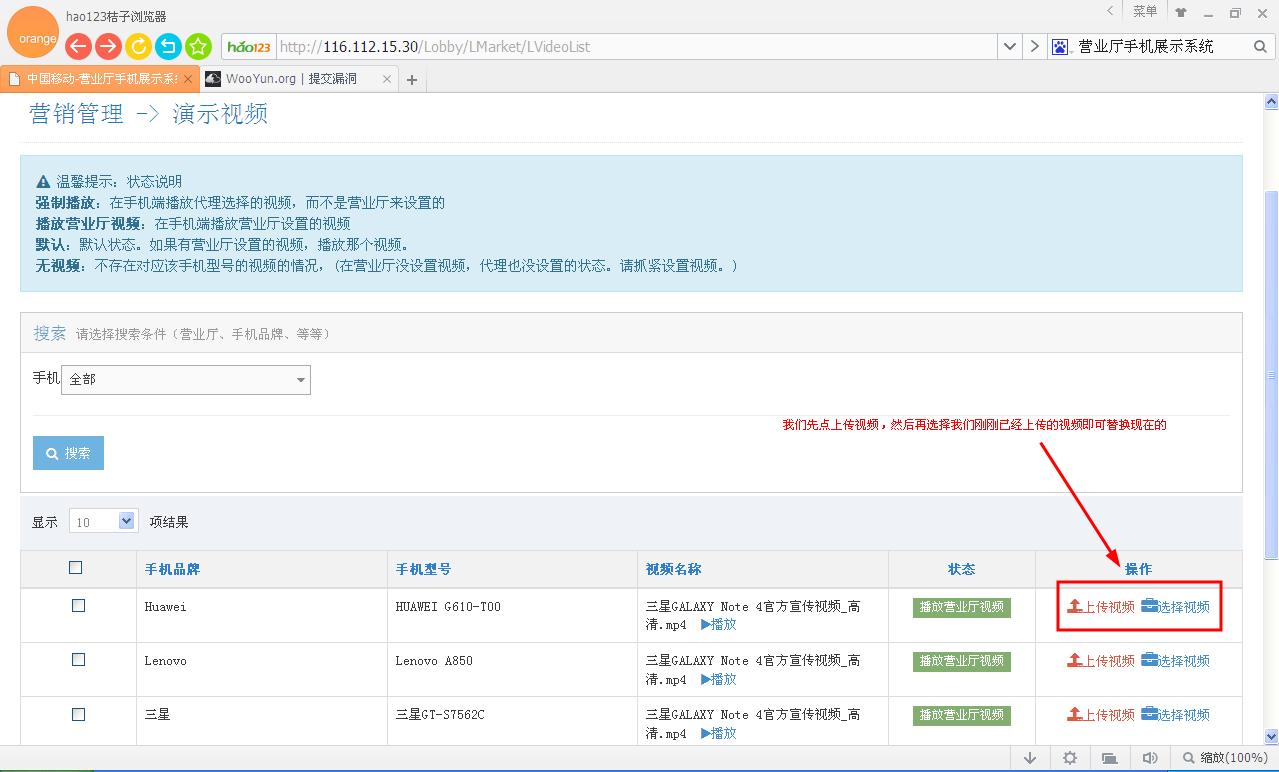 hao123桔子浏览器
菜单
orange
hao123
http://116.112.15.30/Lobby/LMarket/LVideoList
营业厅手机展示系统
中国移动-营业厅手机展示系
WooYun.org | 提交漏洞
营销管理 -> 演示视频
温馨提示：状态说明
强制播放：在手机端播放代理选择的视频，而不是营业厅来设置的
播放营业厅视频：在手机端播放营业厅设置的视频
默认：默认状态。如果有营业厅设置的视频，播放那个视频。
无视频：不存在对应该手机型号的视频的情况，（在营业厅没设置视频，代理也没设置的状态。请抓紧设置视频。）
搜索 请选择搜索条件（营业厅、手机品牌、等等）
手机 全部
我们先点上传视频，然后再选择我们刚刚已经上传的视频即可替换现在的
搜索
显示 10 项结果
手机品牌 手机型号 视频名称 状态 操作
Huawei HUAWEI G610-T00 三星GALAXY Note 4官方宣传视频_高 播放营业厅视频 上传视频 选择视频
清.mp4 播放
Lenovo Lenovo A850 三星GALAXY Note 4官方宣传视频_高 播放营业厅视频 上传视频 选择视频
清.mp4 播放
三星 三星GT-S7562C 三星GALAXY Note 4官方宣传视频_高 播放营业厅视频 上传视频 选择视频
清.mp4 播放
缩放(100%)